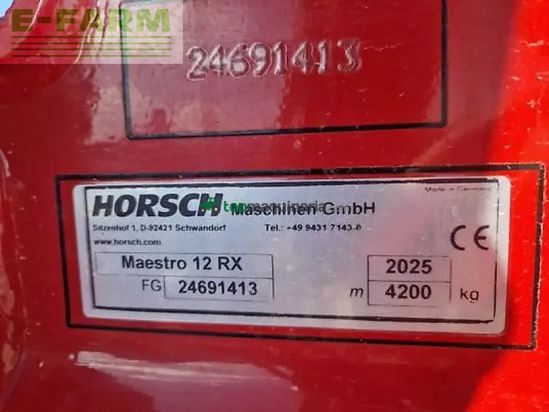 E-FARM
24691413
HORSCH Maschinen GmbH
Made in Germany
Sitzenhof 1, D-92421 Schwandorf Tel.: +49 9431 7143-0
www.horsch.com
CE
Maestro 12 RX 2025
FG 24691413 m 4200 kg